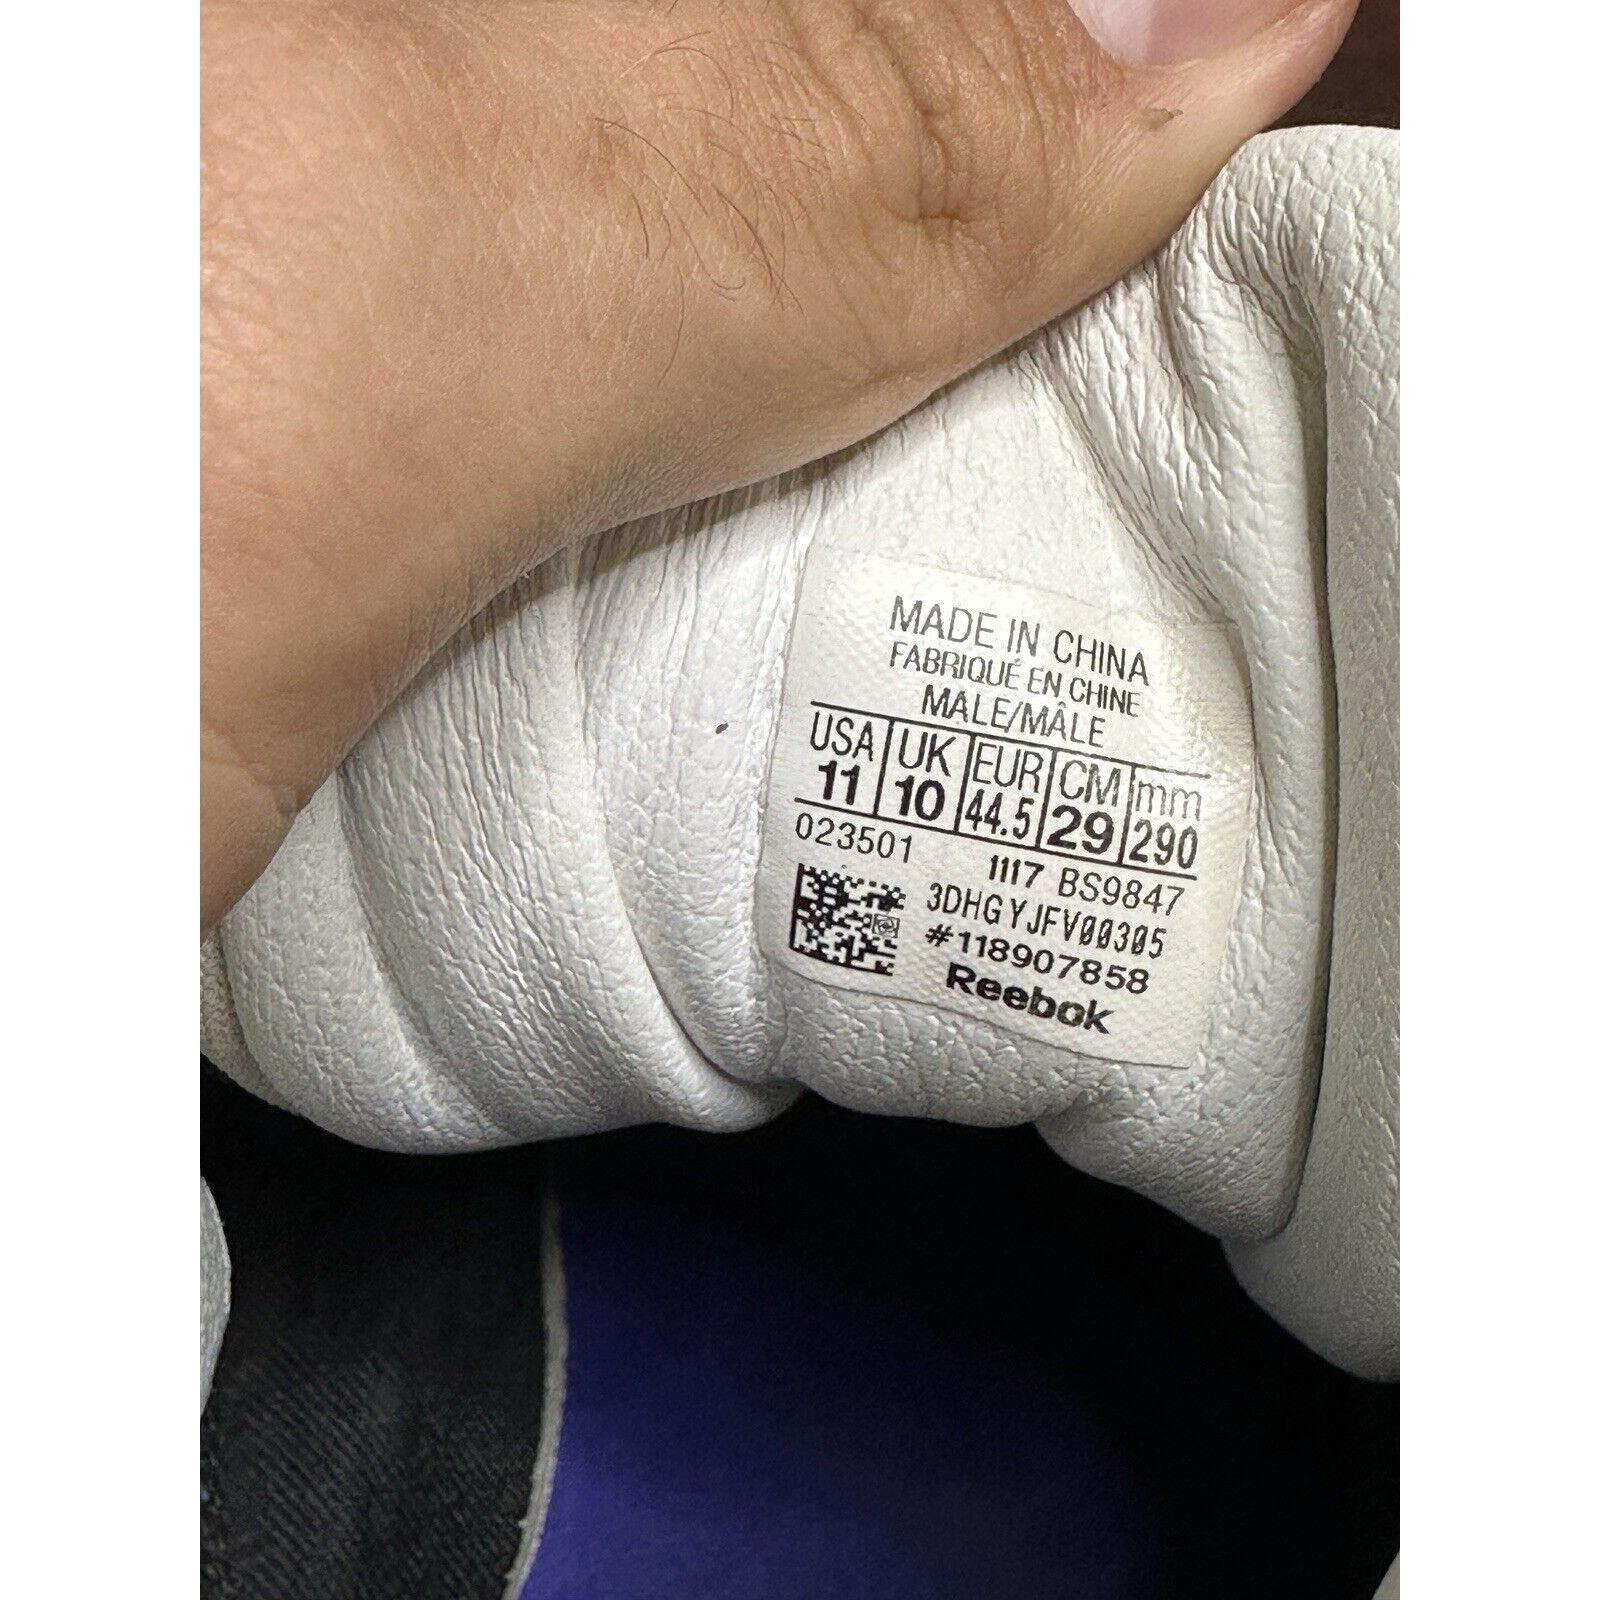 MADE IN CHINA
FABRIQUÉ EN CHINE
MALE/MÂLE
USA UK EUR CM mm
11 10 44.5 29 290
023501 1117 BS9847
3DHGYJFV00305
#118907858
Reebok